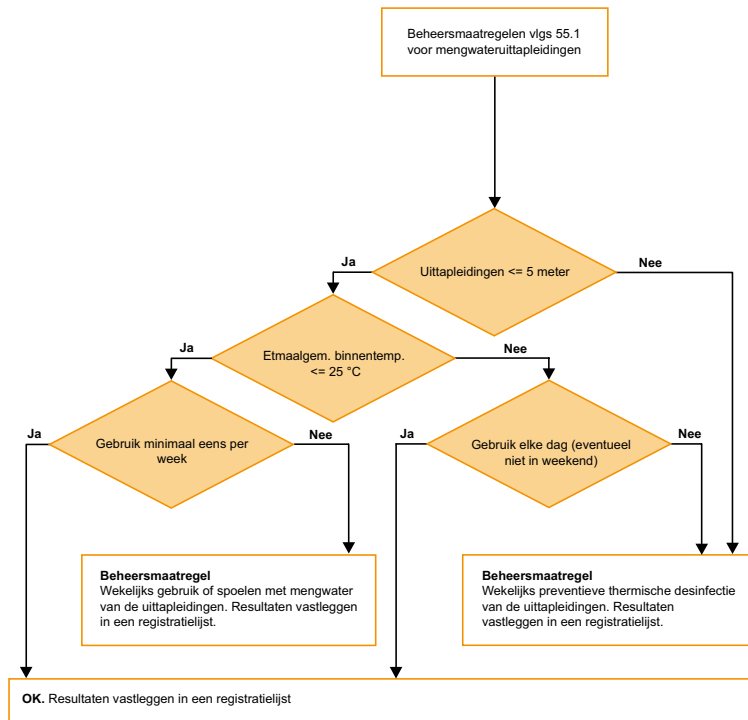 Beheersmaatregelen vlgs 55.1
voor mengwateruittapleidingen
Uittapleidingen <= 5 meter
Ja
Nee
Etmaalgem. binnentemp.
<= 25 °C
Ja
Nee
Gebruik minimaal eens per
week
Ja
Nee
Gebruik elke dag (eventueel
niet in weekend)
Ja
Nee
Beheersmaatregel
Wekelijks gebruik of spoelen met mengwater
van de uittapleidingen. Resultaten vastleggen
in een registratielijst.
Beheersmaatregel
Wekelijks preventieve thermische desinfectie
van de uittapleidingen. Resultaten
vastleggen in een registratielijst.
OK. Resultaten vastleggen in een registratielijst